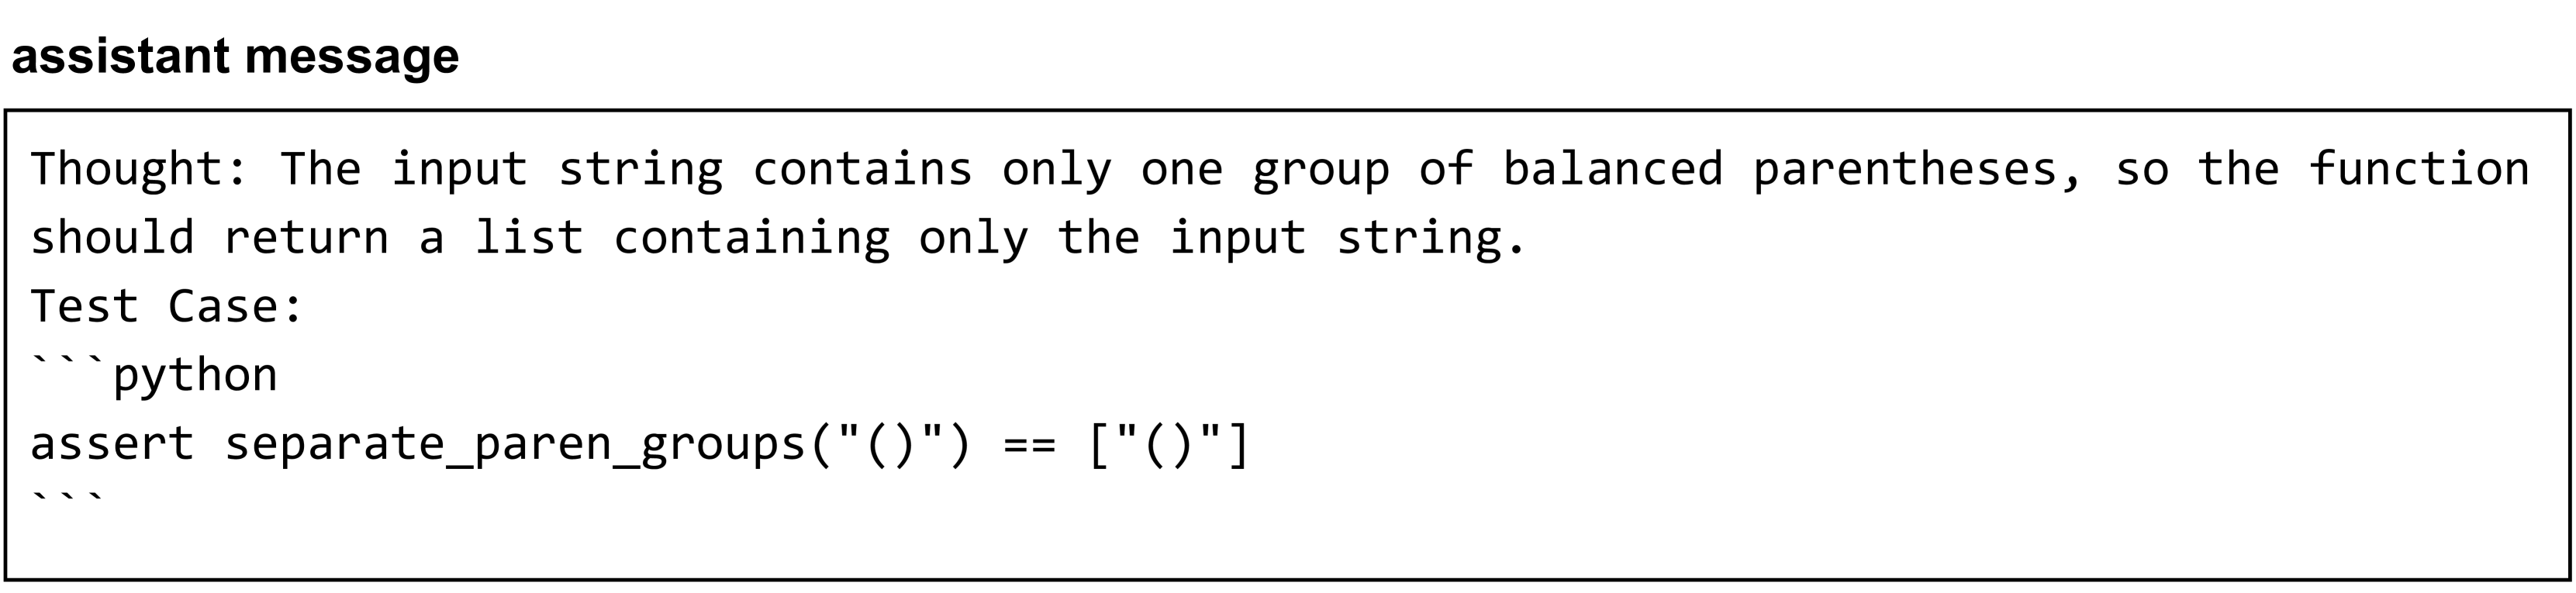 assistant message
Thought: The input string contains only one group of balanced parentheses, so the function
should return a list containing only the input string.
Test Case:
```python
assert separate_paren_groups("()") == ["()"]
```